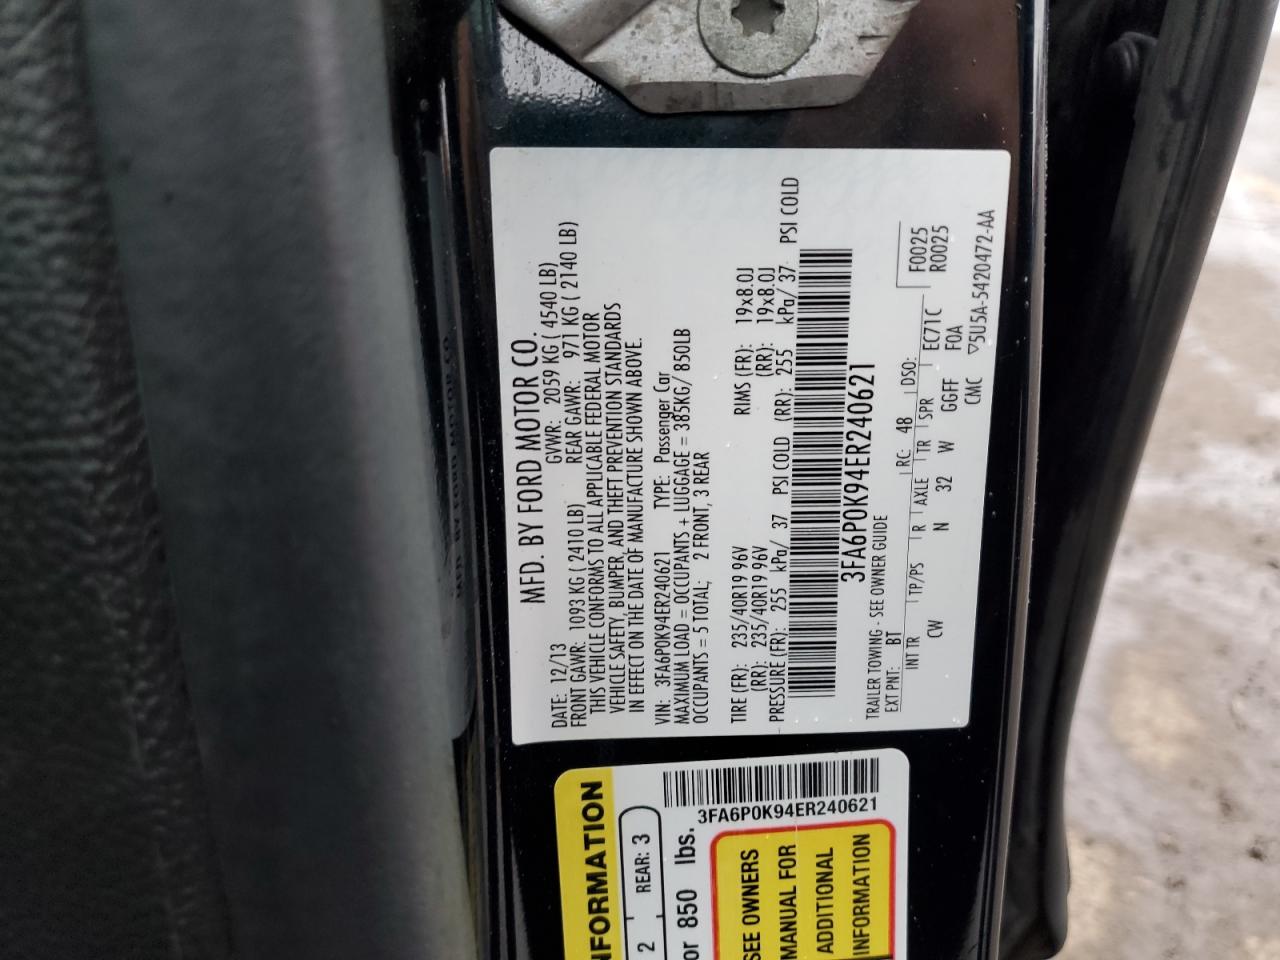 MFD. BY FORD MOTOR CO.
DATE: 12/13 GVWR: 2059 KG ( 4540 LB)
FRONT GAWR: 1093 KG ( 2410 LB) REAR GAWR: 971 KG ( 2140 LB)
THIS VEHICLE CONFORMS TO ALL APPLICABLE FEDERAL MOTOR
VEHICLE SAFETY, BUMPER AND THEFT PREVENTION STANDARDS
IN EFFECT ON THE DATE OF MANUFACTURE SHOWN ABOVE.
VIN: 3FA6P0K94ER240621 TYPE: Passenger Car
MAXIMUM LOAD = OCCUPANTS + LUGGAGE = 385KG/ 850LB
OCCUPANTS = 5 TOTAL; 2 FRONT, 3 REAR
TIRE (FR): 235/40R19 96V RIMS (FR): 19x8.0J
(RR): 235/40R19 96V (RR): 19x8.0J
PRESSURE (FR): 255 kPa/ 37 PSI COLD (RR): 255 kPa/ 37 PSI COLD
3FA6P0K94ER240621
TRAILER TOWING - SEE OWNER GUIDE
EXT PNT: BT RC: 48 DSO: F0025
R0025
INT TR TP/PS R AXLE TR SPR EC71C
CW N 32 W GGFF FOA
CMC ▽5U5A-5420472-AA
3FA6P0K94ER240621
NFORMATION
2 REAR: 3
or 850 lbs.
SEE OWNERS
MANUAL FOR
ADDITIONAL
INFORMATION